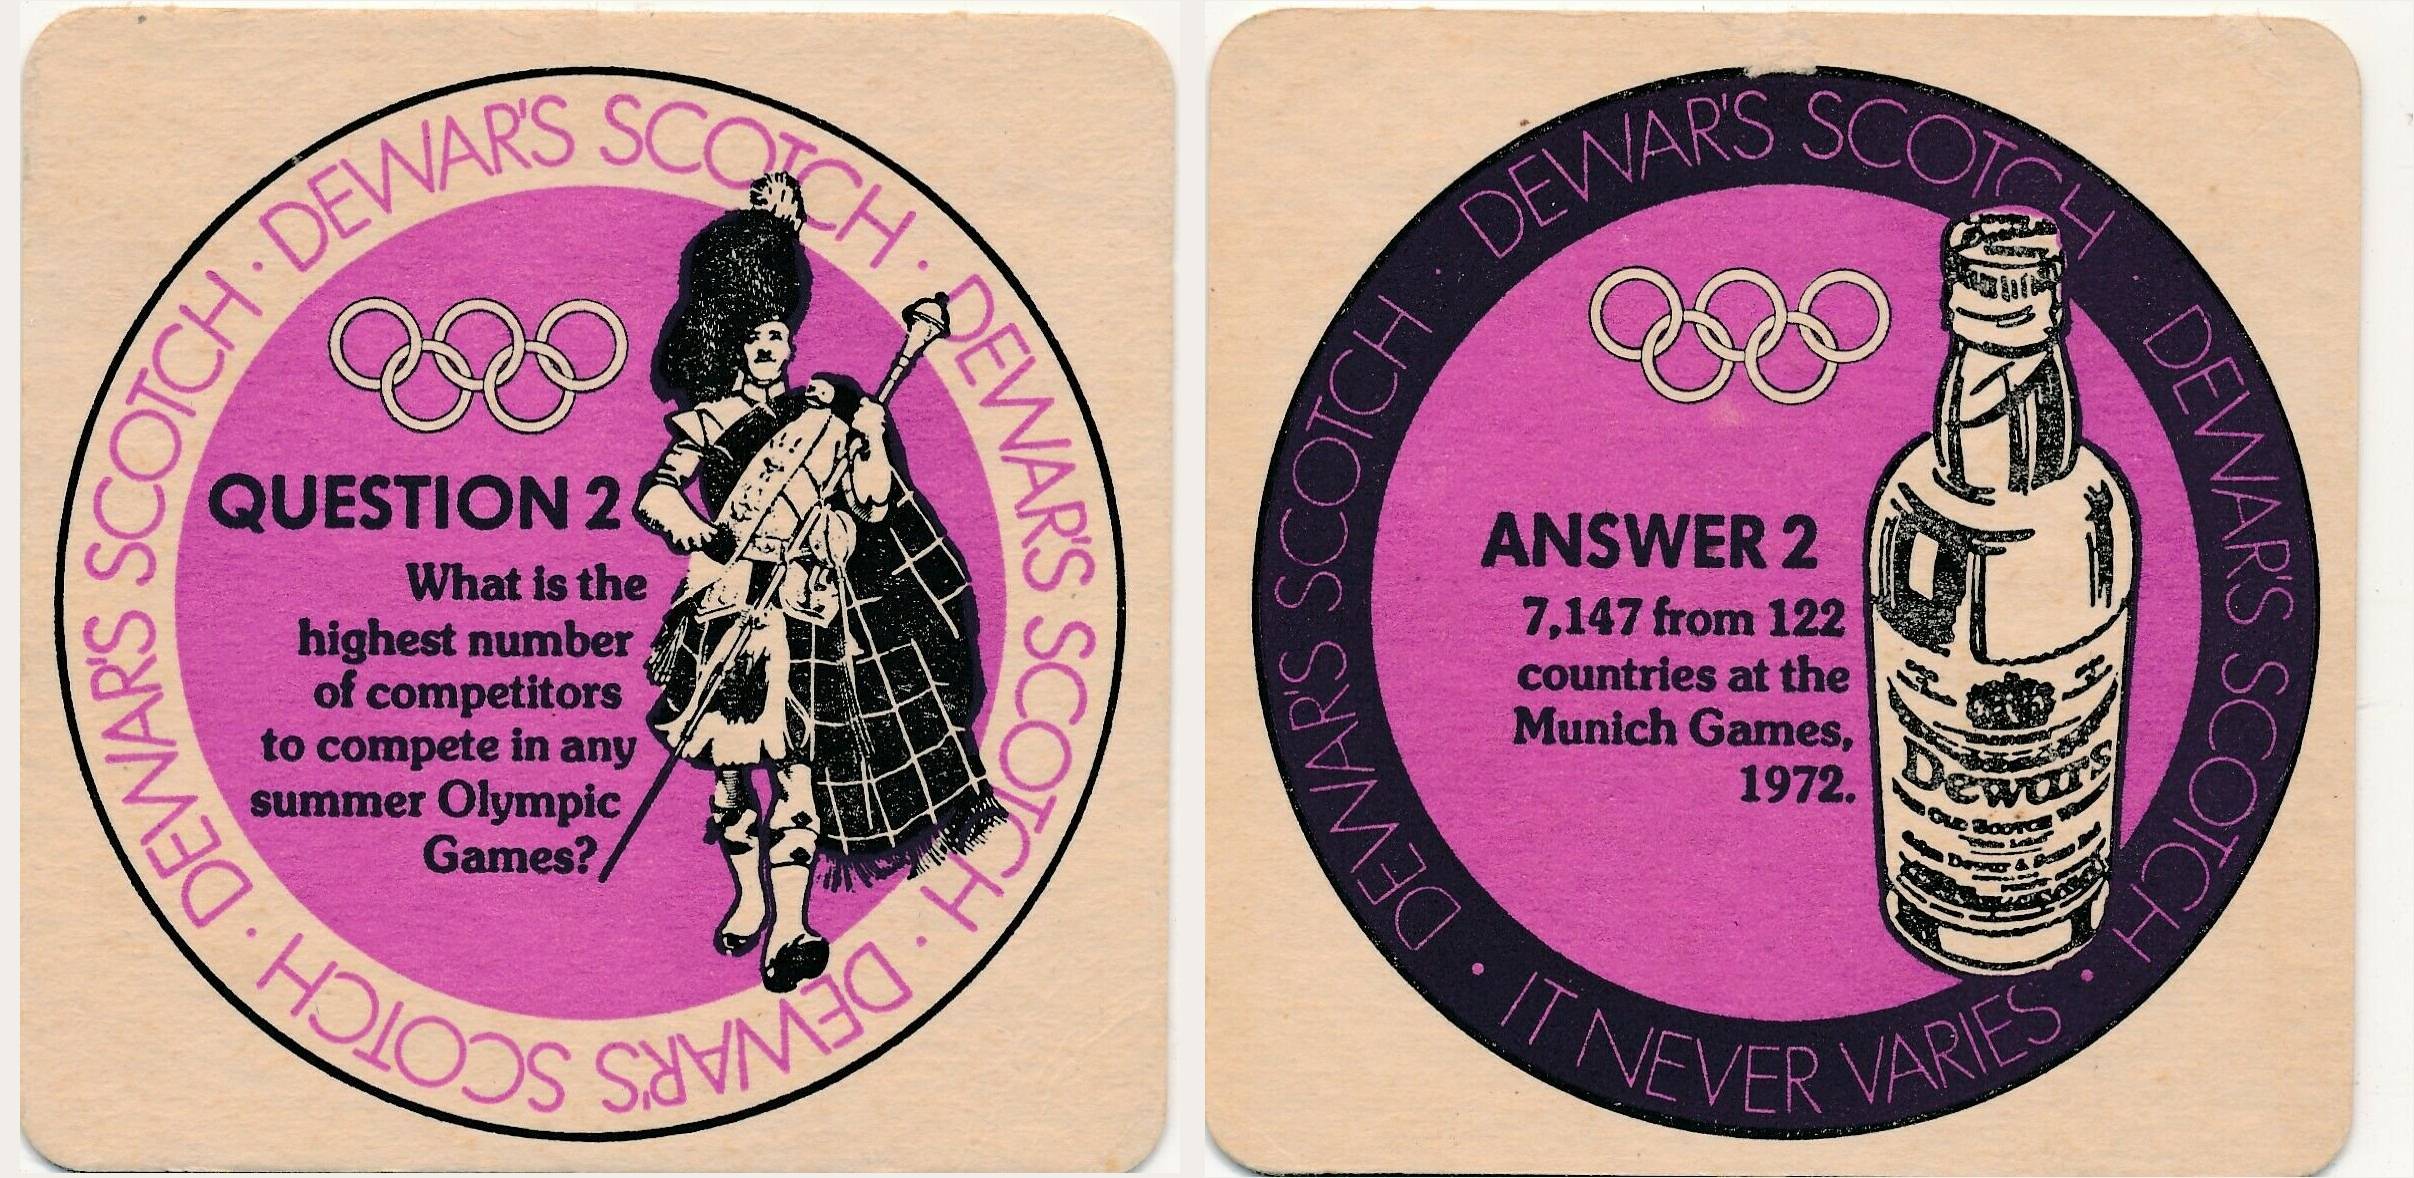 DEWAR'S SCOTCH · DEWAR'S SCOTCH · DEWAR'S SCOTCH · DEWAR'S SCOTCH ·
QUESTION 2
What is the
highest number
of competitors
to compete in any
summer Olympic
Games?
DEWAR'S SCOTCH · DEWAR'S SCOTCH · DEWAR'S SCOTCH ·
IT NEVER VARIES ·
ANSWER 2
7,147 from 122
countries at the
Munich Games,
1972.
Dewar's